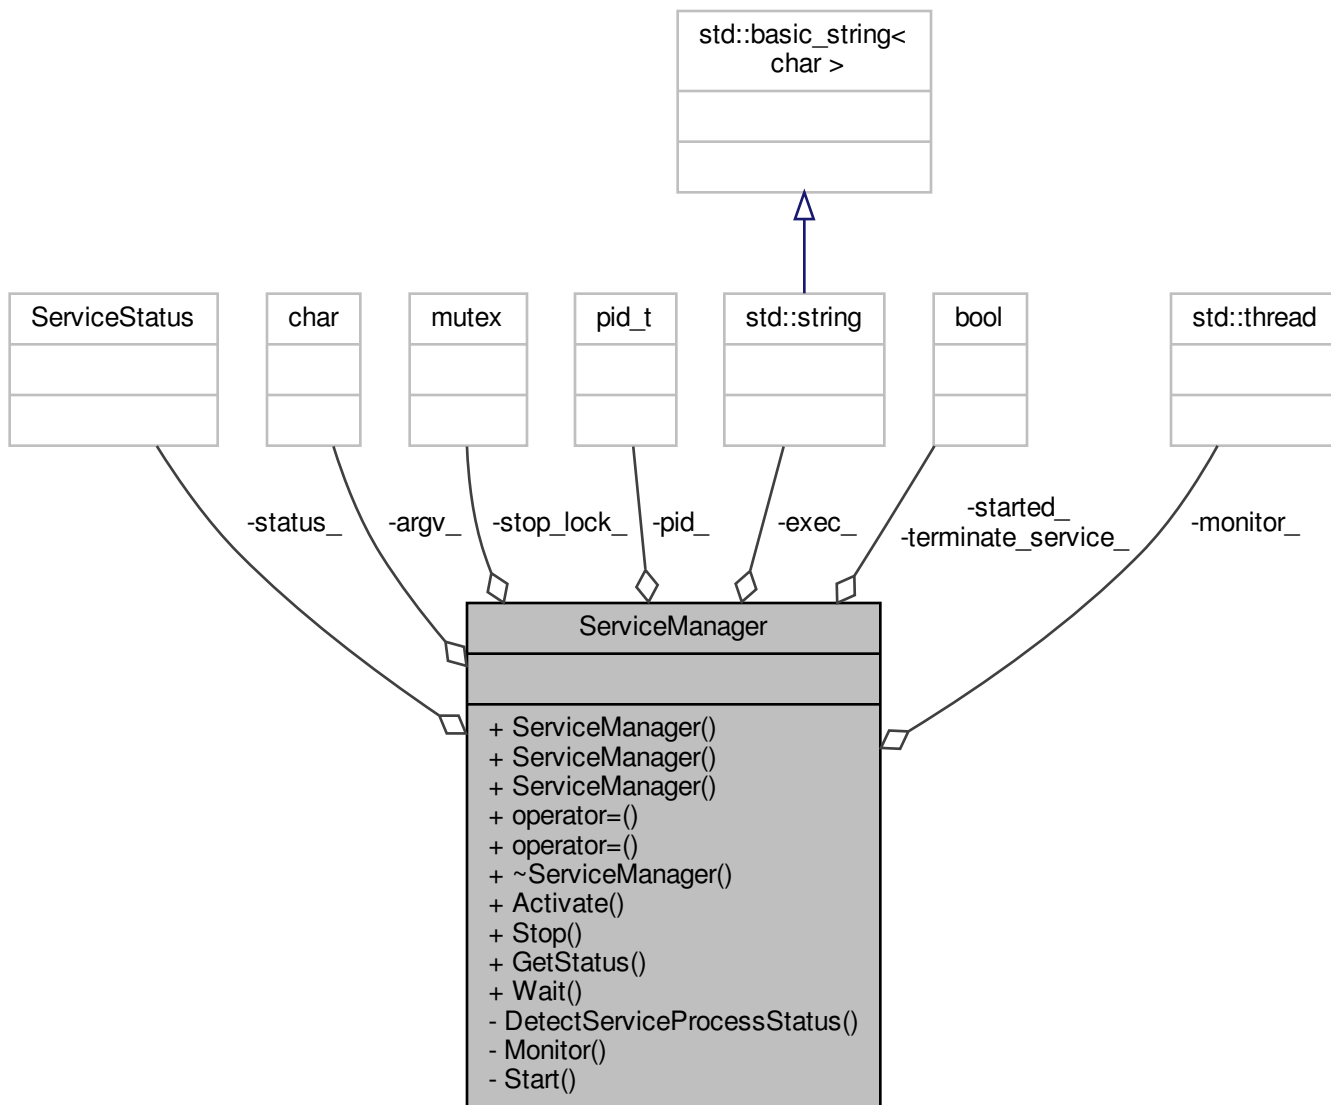 std::basic_string<
char >
ServiceStatus
char
mutex
pid_t
std::string
bool
std::thread
-status_
-argv_
-stop_lock_
-pid_
-exec_
-started_
-terminate_service_
-monitor_
ServiceManager
+ ServiceManager()
+ ServiceManager()
+ ServiceManager()
+ operator=()
+ operator=()
+ ~ServiceManager()
+ Activate()
+ Stop()
+ GetStatus()
+ Wait()
- DetectServiceProcessStatus()
- Monitor()
- Start()